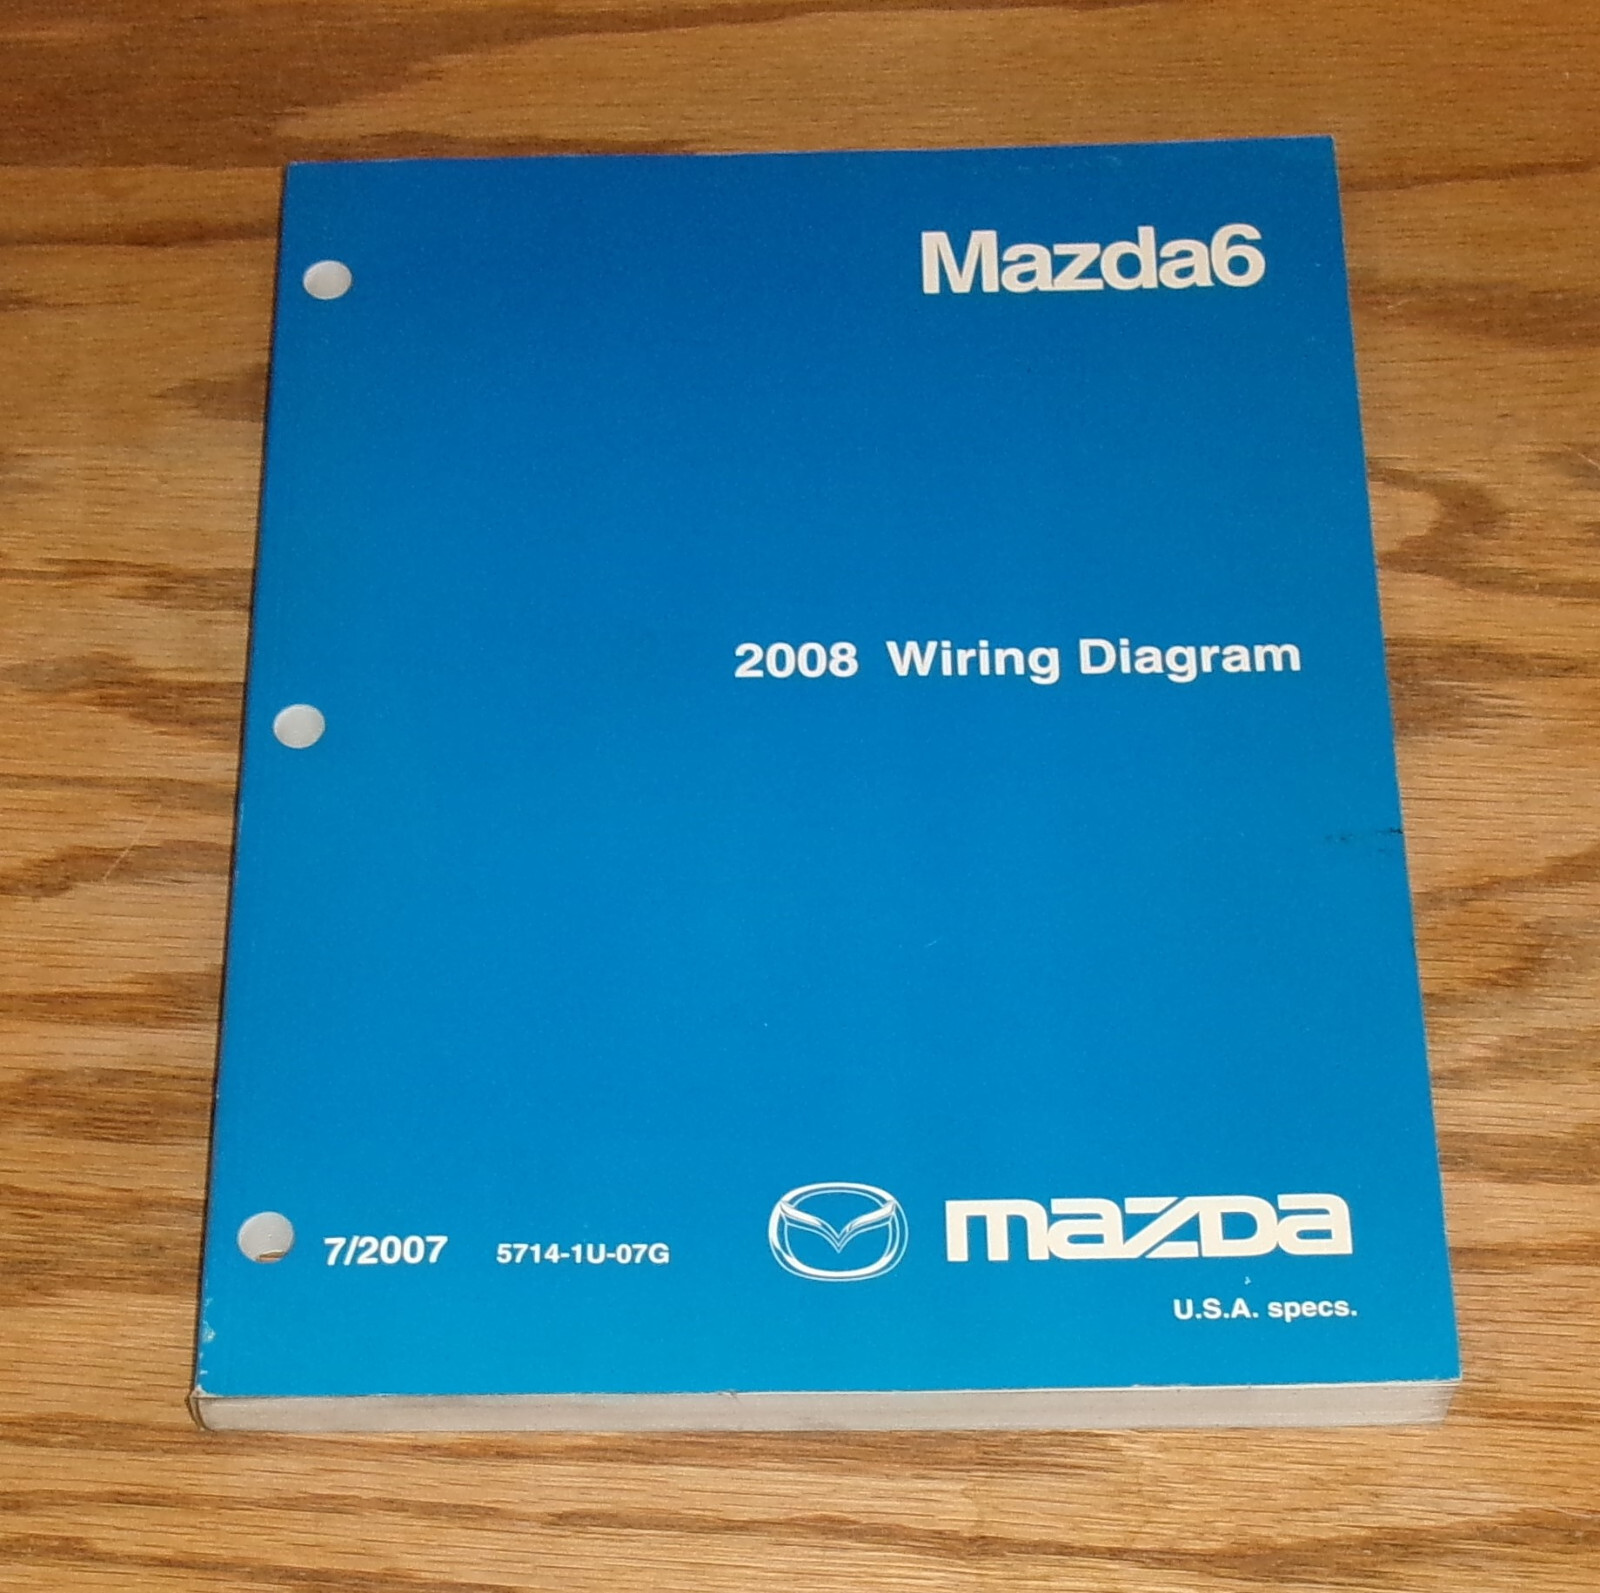 Mazda6
2008 Wiring Diagram
7/2007 5714-1U-07G
mazda
U.S.A. specs.